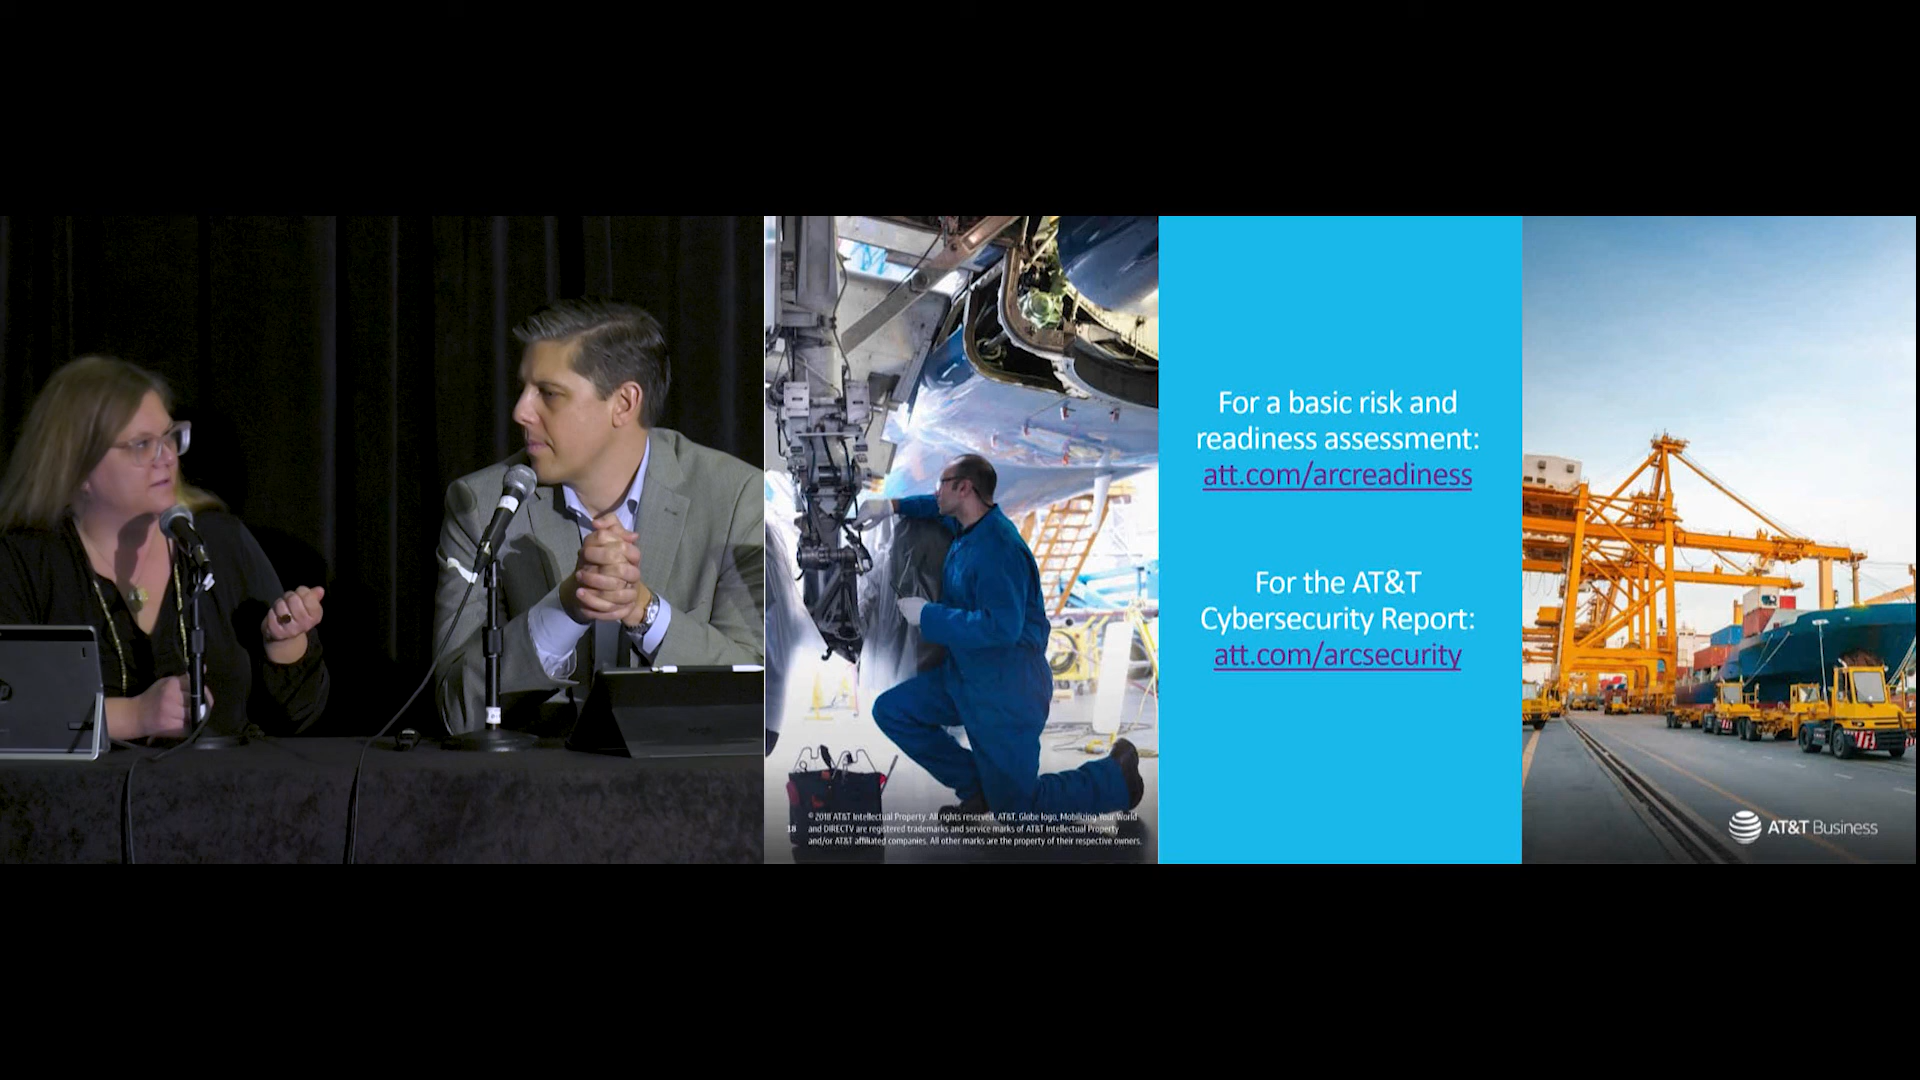 For a basic risk and
readiness assessment:
att.com/arcreadiness
For the AT&T
Cybersecurity Report:
att.com/arcsecurity
© 2018 AT&T Intellectual Property. All rights reserved. AT&T, Globe logo, Mobilizing Your World
18 and DIRECTV are registered trademarks and service marks of AT&T Intellectual Property
and/or AT&T affiliated companies. All other marks are the property of their respective owners.
AT&T Business
hp